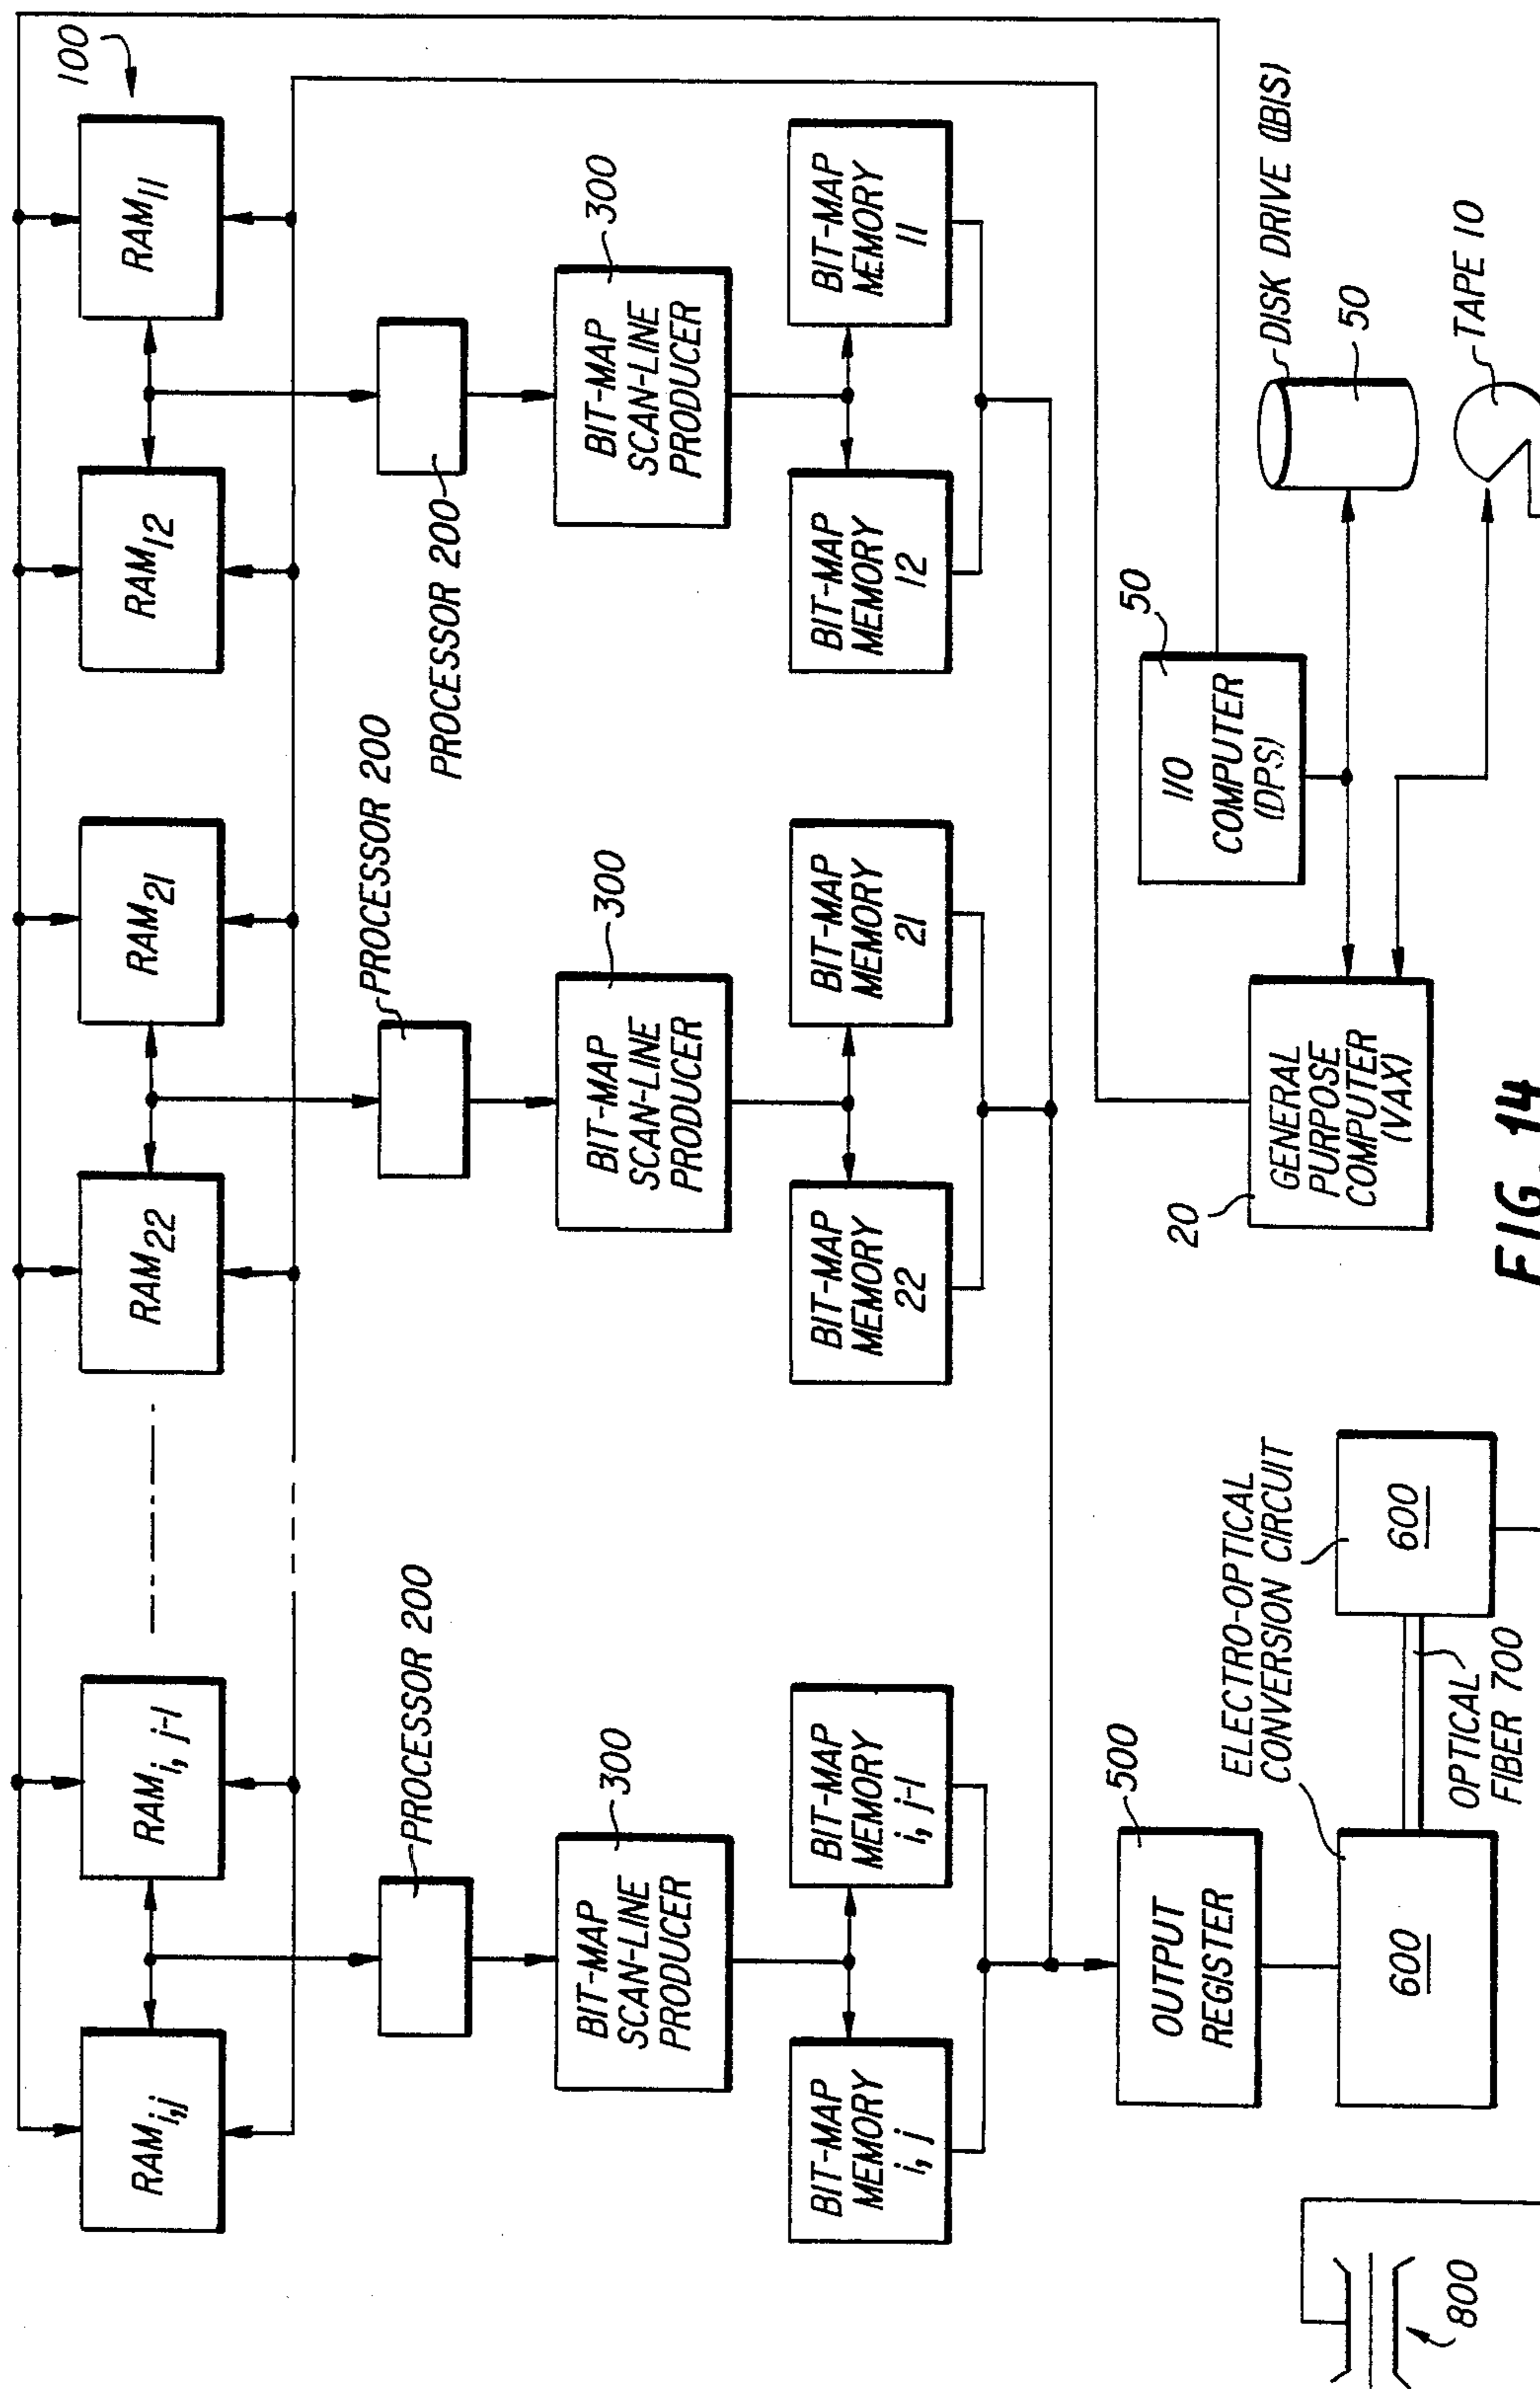 100
RAM11
RAM12
RAM21
RAM22
RAMi, j-1
RAMi,j
PROCESSOR 200
PROCESSOR 200
PROCESSOR 200
300
BIT-MAP
SCAN-LINE
PRODUCER
300
BIT-MAP
SCAN-LINE
PRODUCER
300
BIT-MAP
SCAN-LINE
PRODUCER
BIT-MAP
MEMORY
11
BIT-MAP
MEMORY
12
BIT-MAP
MEMORY
21
BIT-MAP
MEMORY
22
BIT-MAP
MEMORY
i, j-1
BIT-MAP
MEMORY
i, j
50
I/O
COMPUTER
(DPS)
DISK DRIVE (IBIS)
50
TAPE 10
20
GENERAL
PURPOSE
COMPUTER
(VAX)
500
OUTPUT
REGISTER
ELECTRO-OPTICAL
CONVERSION CIRCUIT
600
600
OPTICAL
FIBER 700
800
FIG. 14